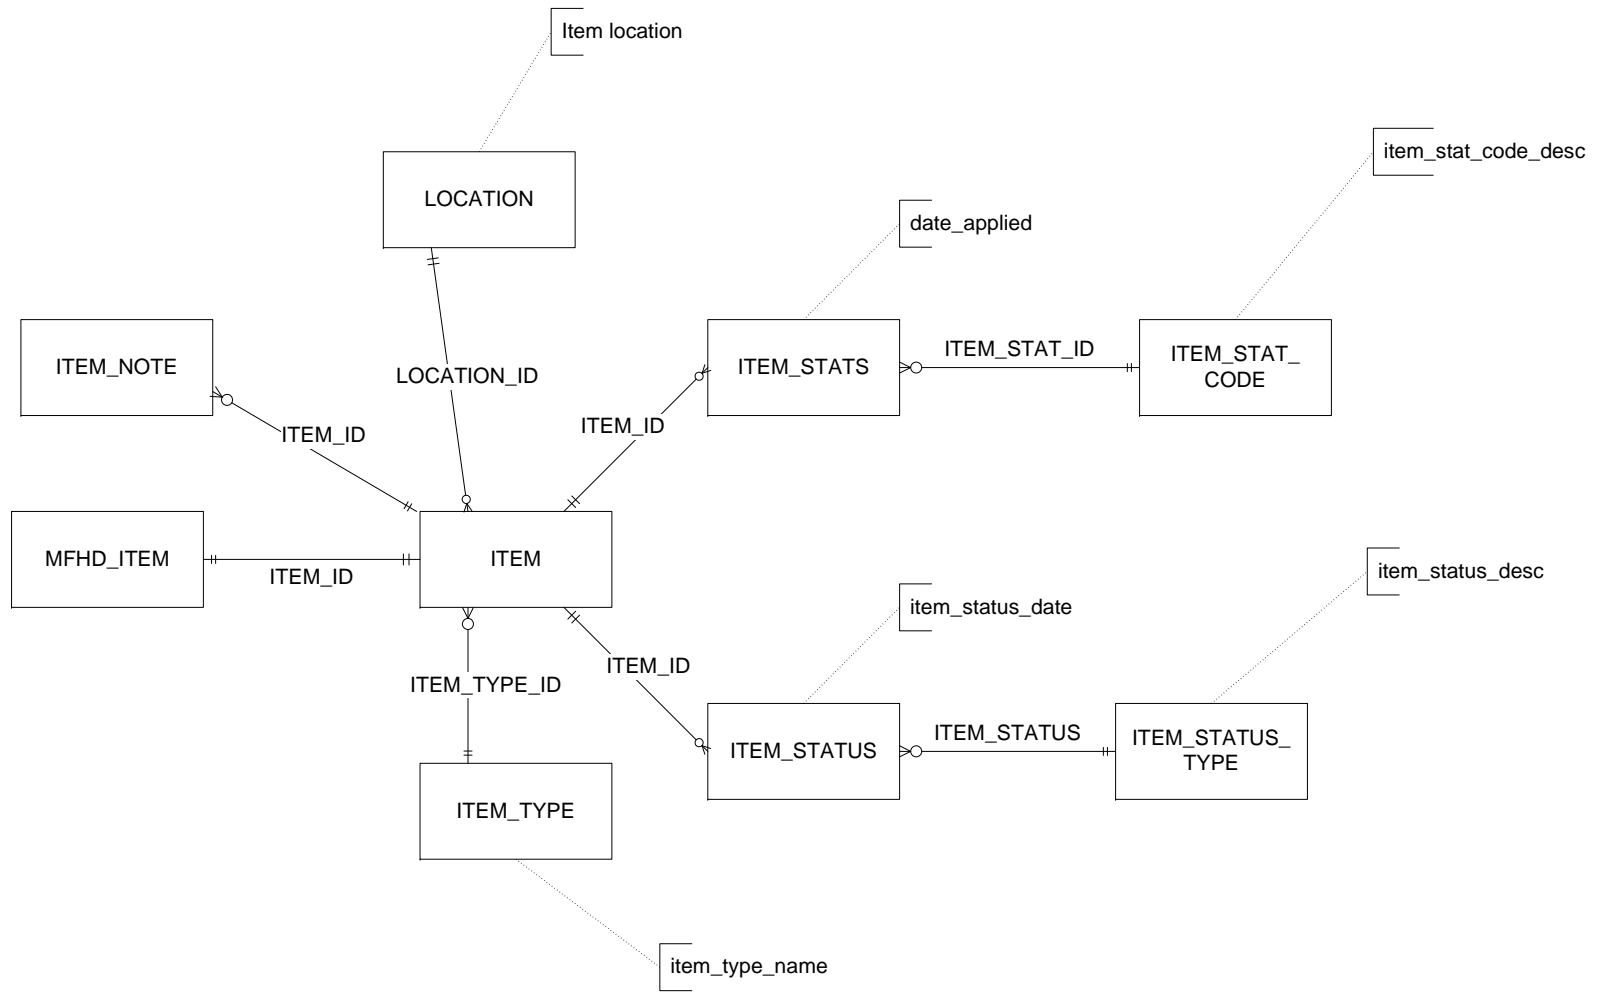 Item location
item_stat_code_desc
LOCATION
date_applied
ITEM_NOTE
LOCATION_ID
ITEM_STATS
ITEM_STAT_ID
ITEM_STAT_
CODE
ITEM_ID
ITEM_ID
MFHD_ITEM
ITEM_ID
ITEM
item_status_desc
item_status_date
ITEM_ID
ITEM_TYPE_ID
ITEM_STATUS
ITEM_STATUS
ITEM_STATUS_
TYPE
ITEM_TYPE
item_type_name